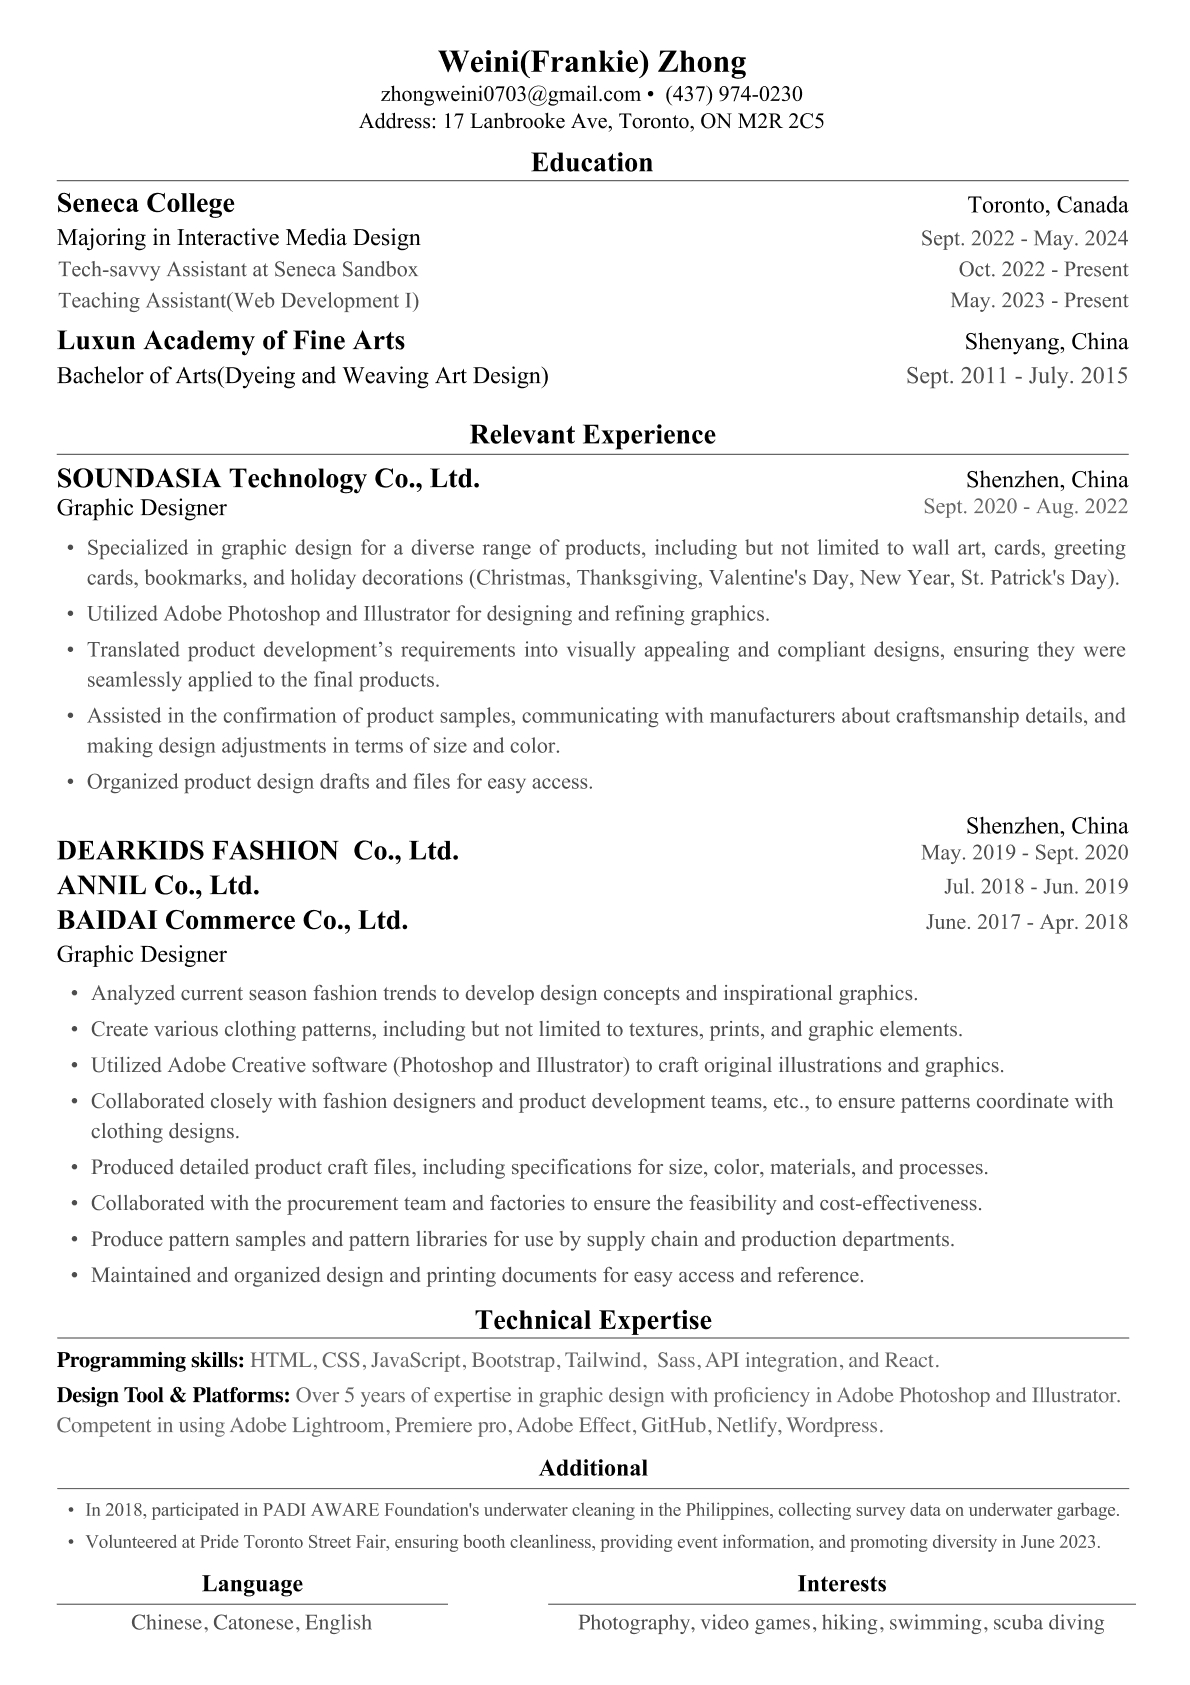 Weini(Frankie) Zhong
zhongweini0703@gmail.com • (437) 974-0230
Address: 17 Lanbrooke Ave, Toronto, ON M2R 2C5
Education
Seneca College Toronto, Canada
Majoring in Interactive Media Design Sept. 2022 - May. 2024
Tech-savvy Assistant at Seneca Sandbox Oct. 2022 - Present
Teaching Assistant(Web Development I) May. 2023 - Present
Luxun Academy of Fine Arts Shenyang, China
Bachelor of Arts(Dyeing and Weaving Art Design) Sept. 2011 - July. 2015
Relevant Experience
SOUNDASIA Technology Co., Ltd. Shenzhen, China
Graphic Designer Sept. 2020 - Aug. 2022
• Specialized in graphic design for a diverse range of products, including but not limited to wall art, cards, greeting
cards, bookmarks, and holiday decorations (Christmas, Thanksgiving, Valentine's Day, New Year, St. Patrick's Day).
• Utilized Adobe Photoshop and Illustrator for designing and refining graphics.
• Translated product development’s requirements into visually appealing and compliant designs, ensuring they were
seamlessly applied to the final products.
• Assisted in the confirmation of product samples, communicating with manufacturers about craftsmanship details, and
making design adjustments in terms of size and color.
• Organized product design drafts and files for easy access.
Shenzhen, China
DEARKIDS FASHION Co., Ltd. May. 2019 - Sept. 2020
ANNIL Co., Ltd. Jul. 2018 - Jun. 2019
BAIDAI Commerce Co., Ltd. June. 2017 - Apr. 2018
Graphic Designer
• Analyzed current season fashion trends to develop design concepts and inspirational graphics.
• Create various clothing patterns, including but not limited to textures, prints, and graphic elements.
• Utilized Adobe Creative software (Photoshop and Illustrator) to craft original illustrations and graphics.
• Collaborated closely with fashion designers and product development teams, etc., to ensure patterns coordinate with
clothing designs.
• Produced detailed product craft files, including specifications for size, color, materials, and processes.
• Collaborated with the procurement team and factories to ensure the feasibility and cost-effectiveness.
• Produce pattern samples and pattern libraries for use by supply chain and production departments.
• Maintained and organized design and printing documents for easy access and reference.
Technical Expertise
Programming skills: HTML, CSS, JavaScript, Bootstrap, Tailwind, Sass, API integration, and React.
Design Tool & Platforms: Over 5 years of expertise in graphic design with proficiency in Adobe Photoshop and Illustrator.
Competent in using Adobe Lightroom, Premiere pro, Adobe Effect, GitHub, Netlify, Wordpress.
Additional
• In 2018, participated in PADI AWARE Foundation's underwater cleaning in the Philippines, collecting survey data on underwater garbage.
• Volunteered at Pride Toronto Street Fair, ensuring booth cleanliness, providing event information, and promoting diversity in June 2023.
Language Interests
Chinese, Catonese, English Photography, video games, hiking, swimming, scuba diving